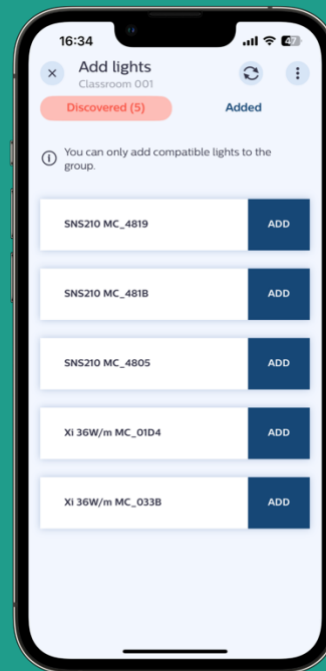 16:34
47
Add lights
Classroom 001
Discovered (5)
Added
You can only add compatible lights to the
group.
SNS210 MC_4819
ADD
SNS210 MC_481B
ADD
SNS210 MC_4805
ADD
Xi 36W/m MC_01D4
ADD
Xi 36W/m MC_033B
ADD